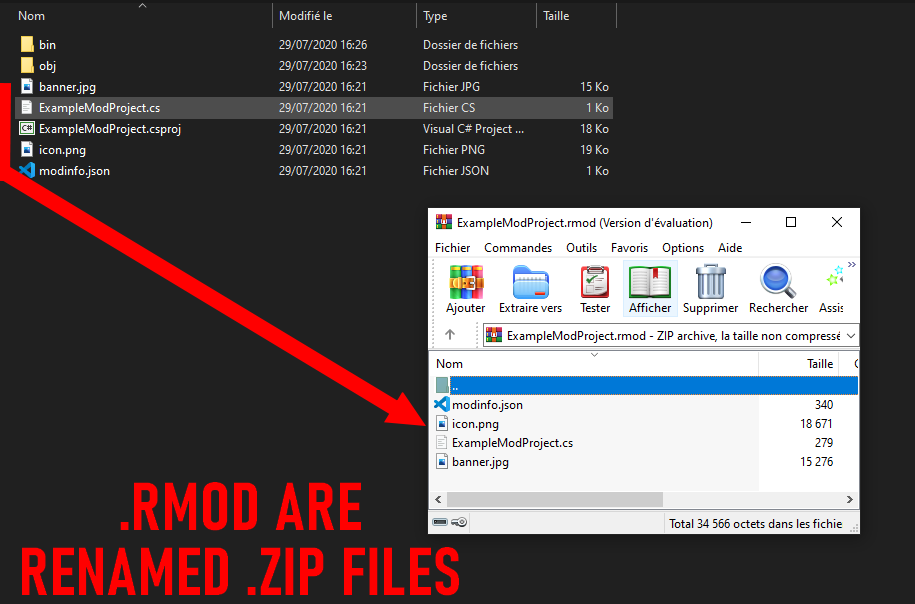 Nom Modifié le Type Taille
bin 29/07/2020 16:26 Dossier de fichiers
obj 29/07/2020 16:23 Dossier de fichiers
banner.jpg 29/07/2020 16:21 Fichier JPG 15 Ko
ExampleModProject.cs 29/07/2020 16:21 Fichier CS 1 Ko
ExampleModProject.csproj 29/07/2020 16:21 Visual C# Project ... 18 Ko
icon.png 29/07/2020 16:21 Fichier PNG 19 Ko
modinfo.json 29/07/2020 16:21 Fichier JSON 1 Ko
ExampleModProject.rmod (Version d'évaluation)
Fichier Commandes Outils Favoris Options Aide
Ajouter Extraire vers Tester Afficher Supprimer Rechercher Assis
ExampleModProject.rmod - ZIP archive, la taille non compressé
Nom Taille
..
modinfo.json 340
icon.png 18 671
ExampleModProject.cs 279
banner.jpg 15 276
Total 34 566 octets dans les fichie
.RMOD ARE
RENAMED .ZIP FILES